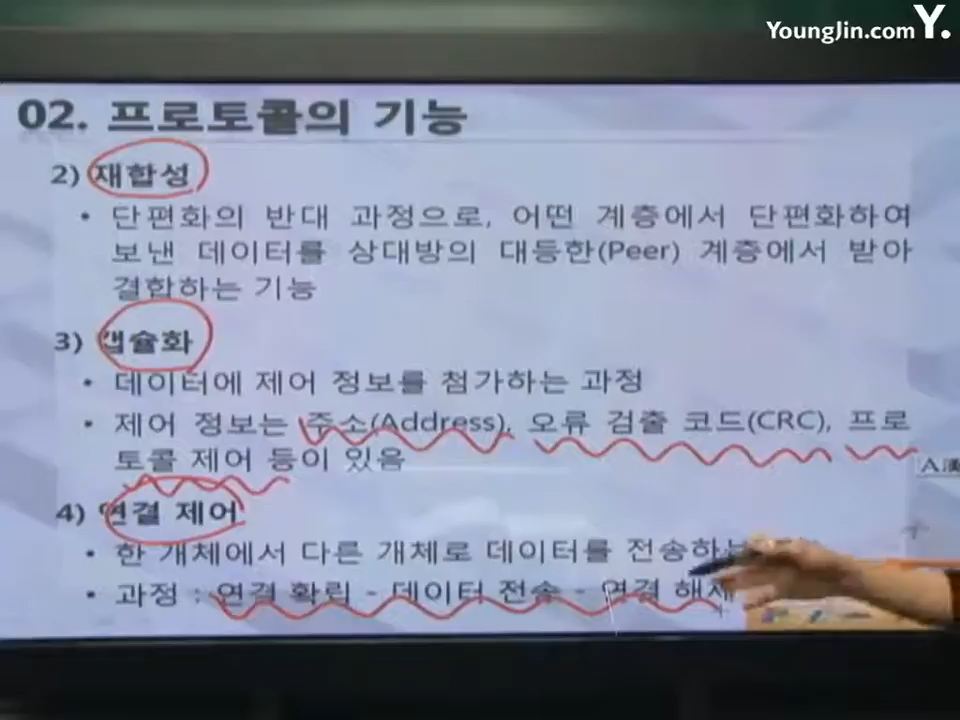 YoungJin.com Y.
02. 프로토콜의 기능
2) 재합성
• 단편화의 반대 과정으로, 어떤 계층에서 단편화하여
보낸 데이터를 상대방의 대등한(Peer) 계층에서 받아
결합하는 기능
3) 캡슐화
• 데이터에 제어 정보를 첨가하는 과정
• 제어 정보는 주소(Address), 오류 검출 코드(CRC), 프로
토콜 제어 등이 있음
A漢
4) 연결 제어
• 한 개체에서 다른 개체로 데이터를 전송하는
• 과정 : 연결 확립 - 데이터 전송 - 연결 해제